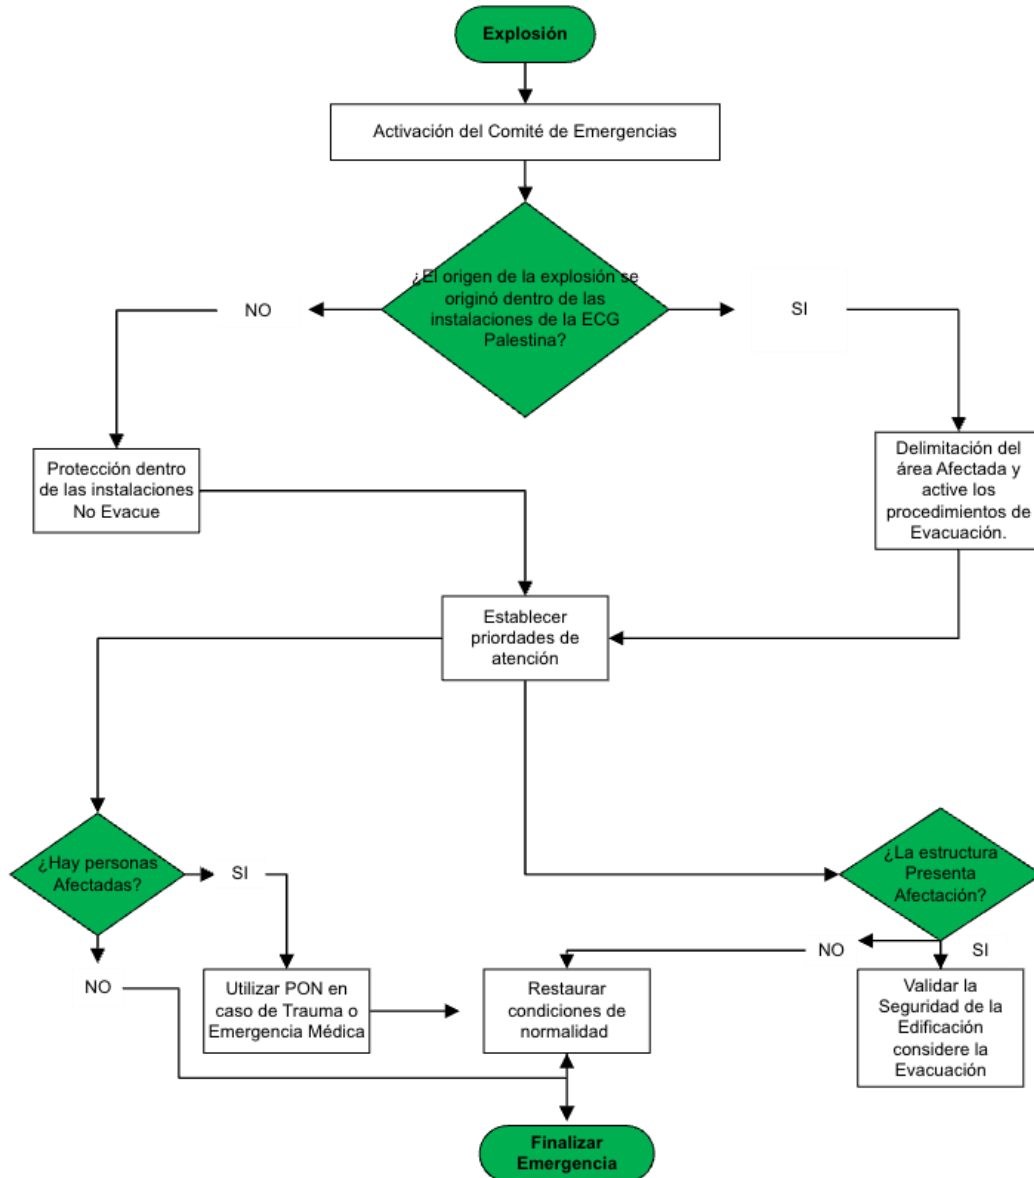 Explosión
Activación del Comité de Emergencias
¿El origen de la explosión se
originó dentro de las
instalaciones de la ECG
Palestina?
NO
SI
Protección dentro
de las instalaciones
No Evacue
Delimitación del
área Afectada y
active los
procedimientos de
Evacuación.
Establecer
priordades de
atención
¿Hay personas
Afectadas?
SI
NO
¿La estructura
Presenta
Afectación?
NO
SI
Utilizar PON en
caso de Trauma o
Emergencia Médica
Restaurar
condiciones de
normalidad
Validar la
Seguridad de la
Edificación
considere la
Evacuación
Finalizar
Emergencia